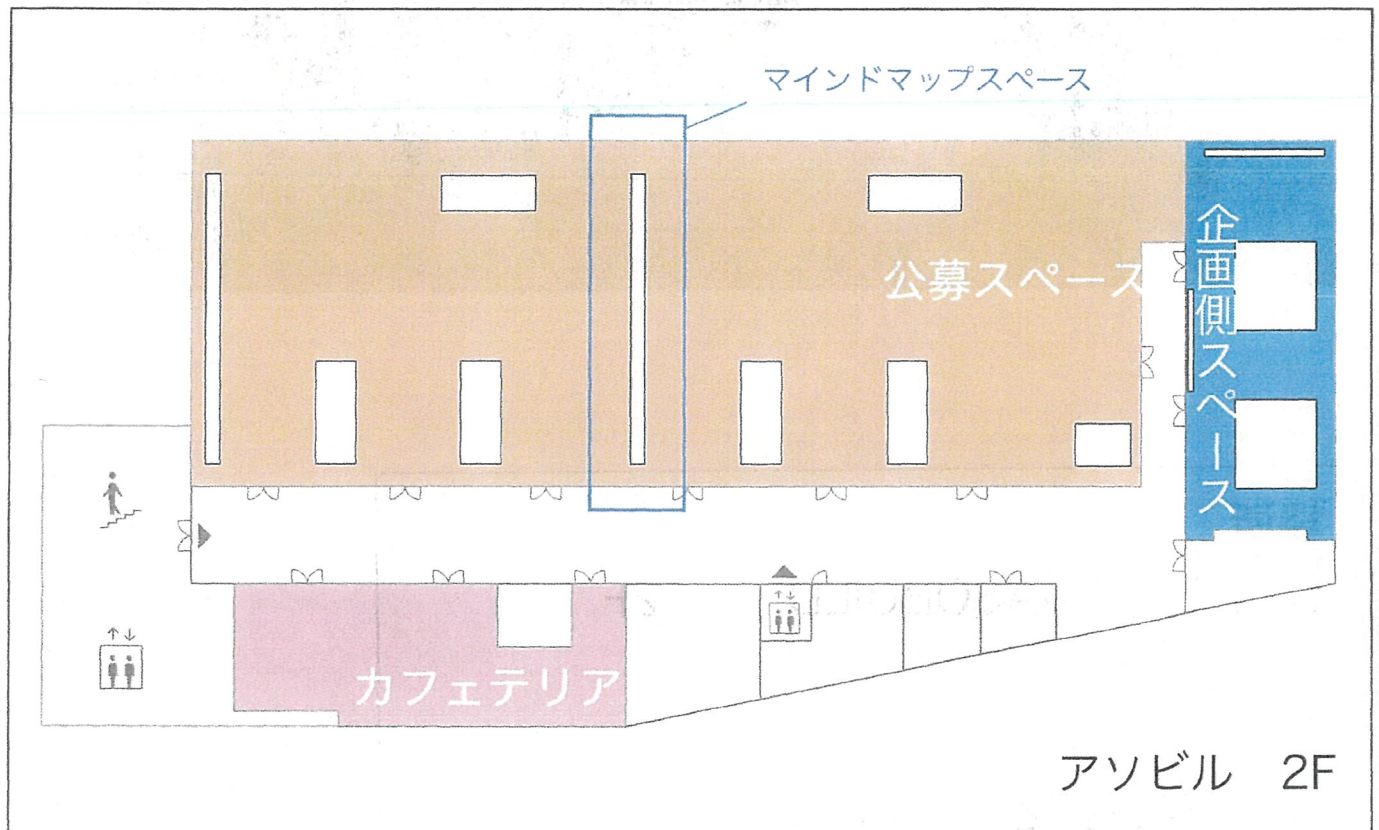 マインドマップスペース
公募スペース
企画側スペース
カフェテリア
アソビル 2F